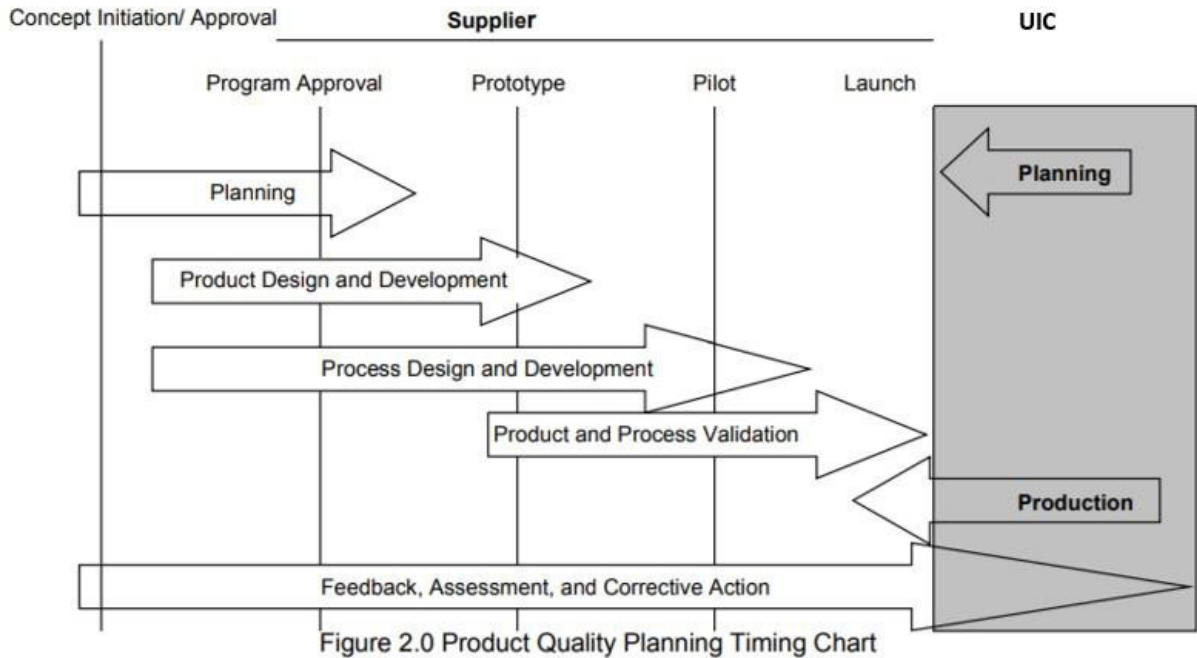 Concept Initiation/ Approval
Supplier
UIC
Program Approval
Prototype
Pilot
Launch
Planning
Planning
Product Design and Development
Process Design and Development
Product and Process Validation
Production
Feedback, Assessment, and Corrective Action
Figure 2.0 Product Quality Planning Timing Chart